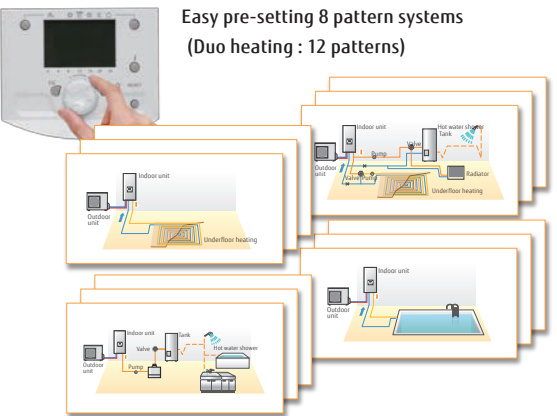 Easy pre-setting 8 pattern systems
(Duo heating : 12 patterns)
Indoor unit
Hot water shower
Tank
Valve
Pump
Outdoor
unit
Radiator
Valve
Pump
Underfloor heating
Indoor unit
Outdoor
unit
Underfloor heating
Indoor unit
Outdoor
unit
Indoor unit
Tank
Valve
Hot water shower
Outdoor
unit
Pump